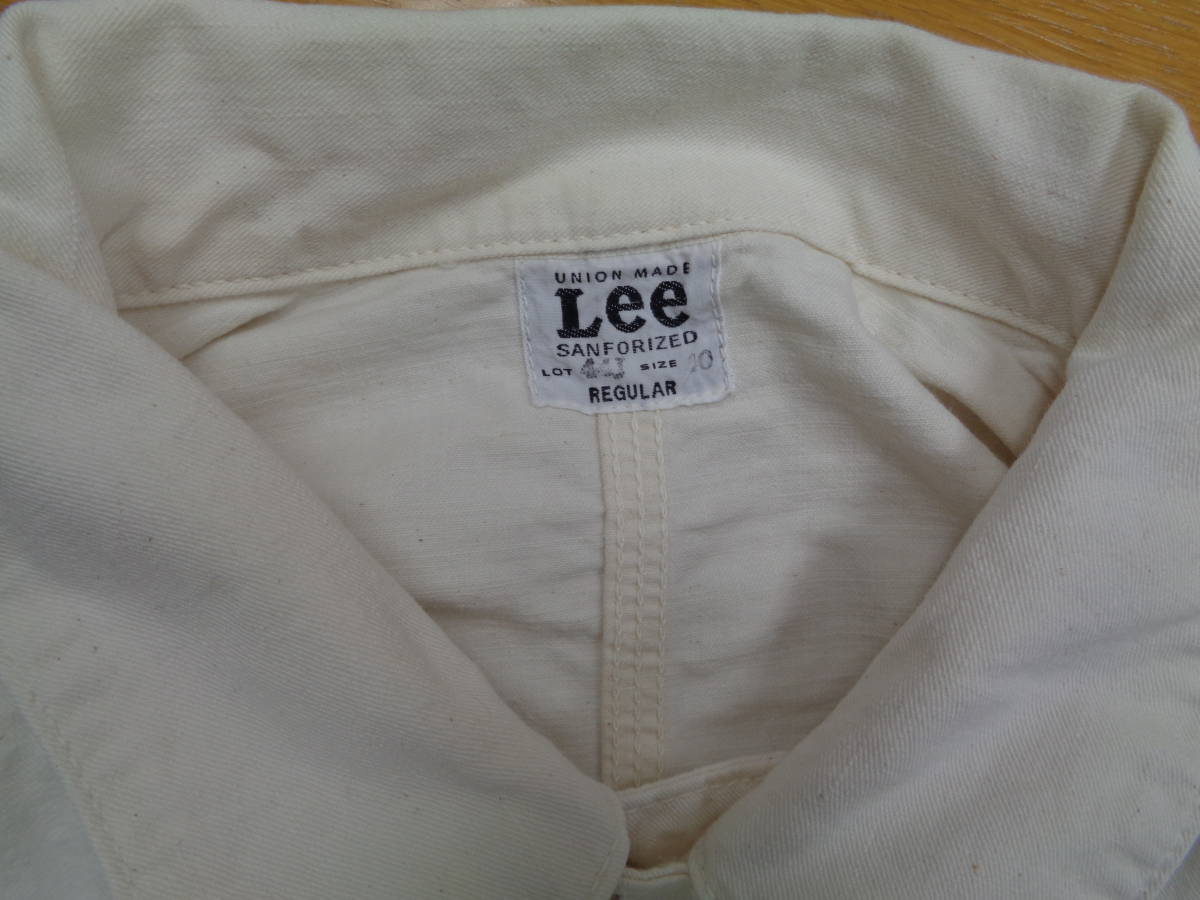 UNION MADE
Lee
SANFORIZED
LOT SIZE
REGULAR